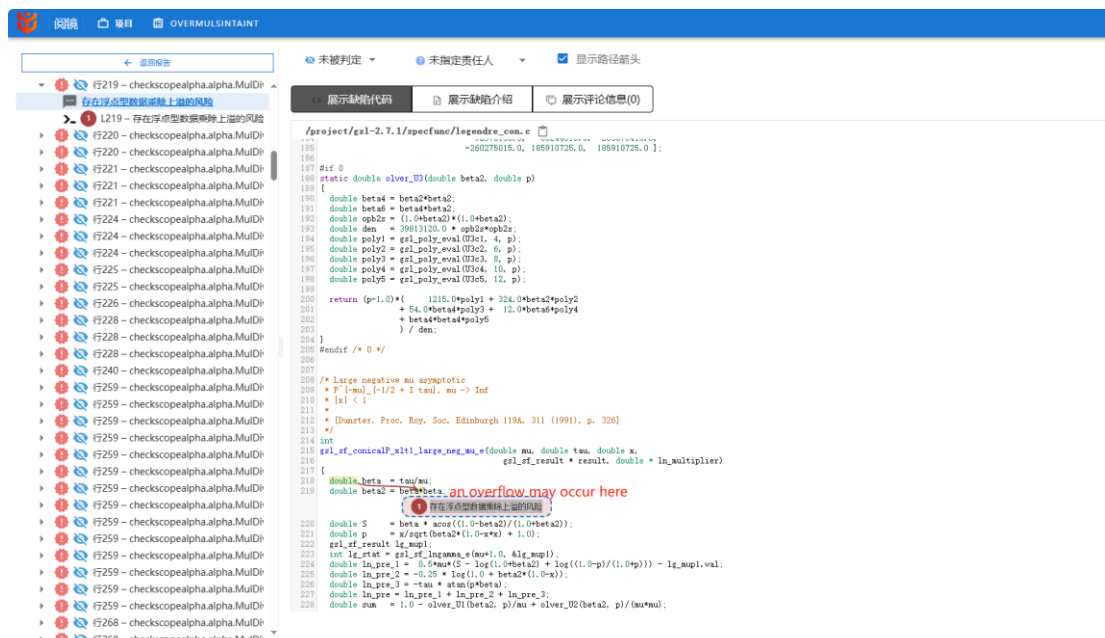 阅镜 项目 OVERMULSINTAINT
← 返回报告
行219 – checkscopealpha.alpha.MulDi
存在浮点型数据乘除上溢的风险
1 L219 – 存在浮点型数据乘除上溢的风险
行220 – checkscopealpha.alpha.MulDi
行220 – checkscopealpha.alpha.MulDi
行221 – checkscopealpha.alpha.MulDi
行221 – checkscopealpha.alpha.MulDi
行221 – checkscopealpha.alpha.MulDi
行224 – checkscopealpha.alpha.MulDi
行224 – checkscopealpha.alpha.MulDi
行224 – checkscopealpha.alpha.MulDi
行225 – checkscopealpha.alpha.MulDi
行225 – checkscopealpha.alpha.MulDi
行226 – checkscopealpha.alpha.MulDi
行228 – checkscopealpha.alpha.MulDi
行228 – checkscopealpha.alpha.MulDi
行228 – checkscopealpha.alpha.MulDi
行240 – checkscopealpha.alpha.MulDi
行259 – checkscopealpha.alpha.MulDi
行259 – checkscopealpha.alpha.MulDi
行259 – checkscopealpha.alpha.MulDi
行259 – checkscopealpha.alpha.MulDi
行259 – checkscopealpha.alpha.MulDi
行259 – checkscopealpha.alpha.MulDi
行259 – checkscopealpha.alpha.MulDi
行259 – checkscopealpha.alpha.MulDi
行259 – checkscopealpha.alpha.MulDi
行259 – checkscopealpha.alpha.MulDi
行259 – checkscopealpha.alpha.MulDi
行259 – checkscopealpha.alpha.MulDi
行259 – checkscopealpha.alpha.MulDi
行268 – checkscopealpha.alpha.MulDi
未被判定 未指定责任人 显示路径箭头
展示缺陷代码 展示缺陷介绍 展示评论信息(0)
/project/gsl-2.7.1/specfunc/legendre_con.c
185 -260275015.0, 185910725.0, 185910725.0 };
186
187 #if 0
188 static double olver_U3(double beta2, double p)
189 {
190 double beta4 = beta2*beta2;
191 double beta6 = beta4*beta2;
192 double opb2s = (1.0+beta2)*(1.0+beta2);
193 double den = 39813120.0 * opb2s*opb2s;
194 double poly1 = gsl_poly_eval(U3c1, 4, p);
195 double poly2 = gsl_poly_eval(U3c2, 6, p);
196 double poly3 = gsl_poly_eval(U3c3, 8, p);
197 double poly4 = gsl_poly_eval(U3c4, 10, p);
198 double poly5 = gsl_poly_eval(U3c5, 12, p);
199
200 return (p-1.0)*( 1215.0*poly1 + 324.0*beta2*poly2
201 + 54.0*beta4*poly3 + 12.0*beta6*poly4
202 + beta4*beta4*poly5
203 ) / den;
204 }
205 #endif /* 0 */
206
207
208 /* Large negative mu asymptotic
209 * P^{-mu}_{-1/2 + I tau}, mu -> Inf
210 * |x| < 1
211 *
212 * [Dunster, Proc. Roy. Soc. Edinburgh 119A, 311 (1991), p. 326]
213 */
214 int
215 gsl_sf_conicalP_xlt1_large_neg_mu_e(double mu, double tau, double x,
216 gsl_sf_result * result, double * ln_multiplier)
217 {
218 double beta = tau/mu;
219 double beta2 = beta*beta; an overflow may occur here
1 存在浮点型数据乘除上溢的风险
220 double S = beta * acos((1.0-beta2)/(1.0+beta2));
221 double p = x/sqrt(beta2*(1.0-x*x) + 1.0);
222 gsl_sf_result lg_mup1;
223 int lg_stat = gsl_sf_lngamma_e(mu+1.0, &lg_mup1);
224 double ln_pre_1 = 0.5*mu*(S - log(1.0+beta2) + log((1.0-p)/(1.0+p))) - lg_mup1.val;
225 double ln_pre_2 = -0.25 * log(1.0 + beta2*(1.0-x));
226 double ln_pre_3 = -tau * atan(p*beta);
227 double ln_pre = ln_pre_1 + ln_pre_2 + ln_pre_3;
228 double sum = 1.0 - olver_U1(beta2, p)/mu + olver_U2(beta2, p)/(mu*mu);